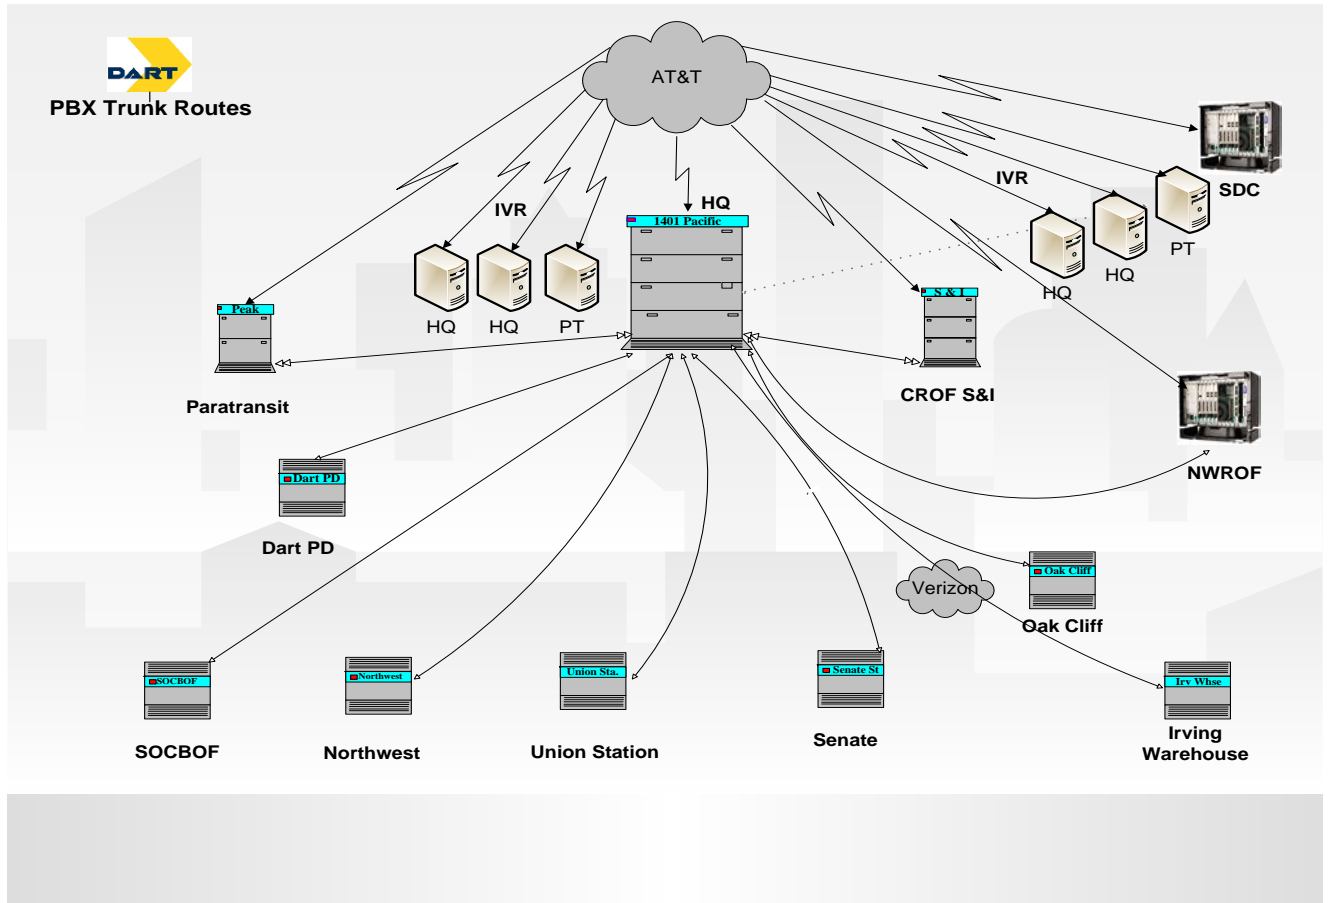 DART
PBX Trunk Routes
AT&T
SDC
IVR
IVR
HQ
1401 Pacific
PT
HQ
HQ
HQ
HQ
PT
Peak
S & I
Paratransit
CROF S&I
NWROF
Dart PD
Dart PD
Verizon
Oak Cliff
Oak Cliff
SOCBOF
Northwest
Union Sta.
Senate St
Irv Whse
SOCBOF
Northwest
Union Station
Senate
Irving
Warehouse